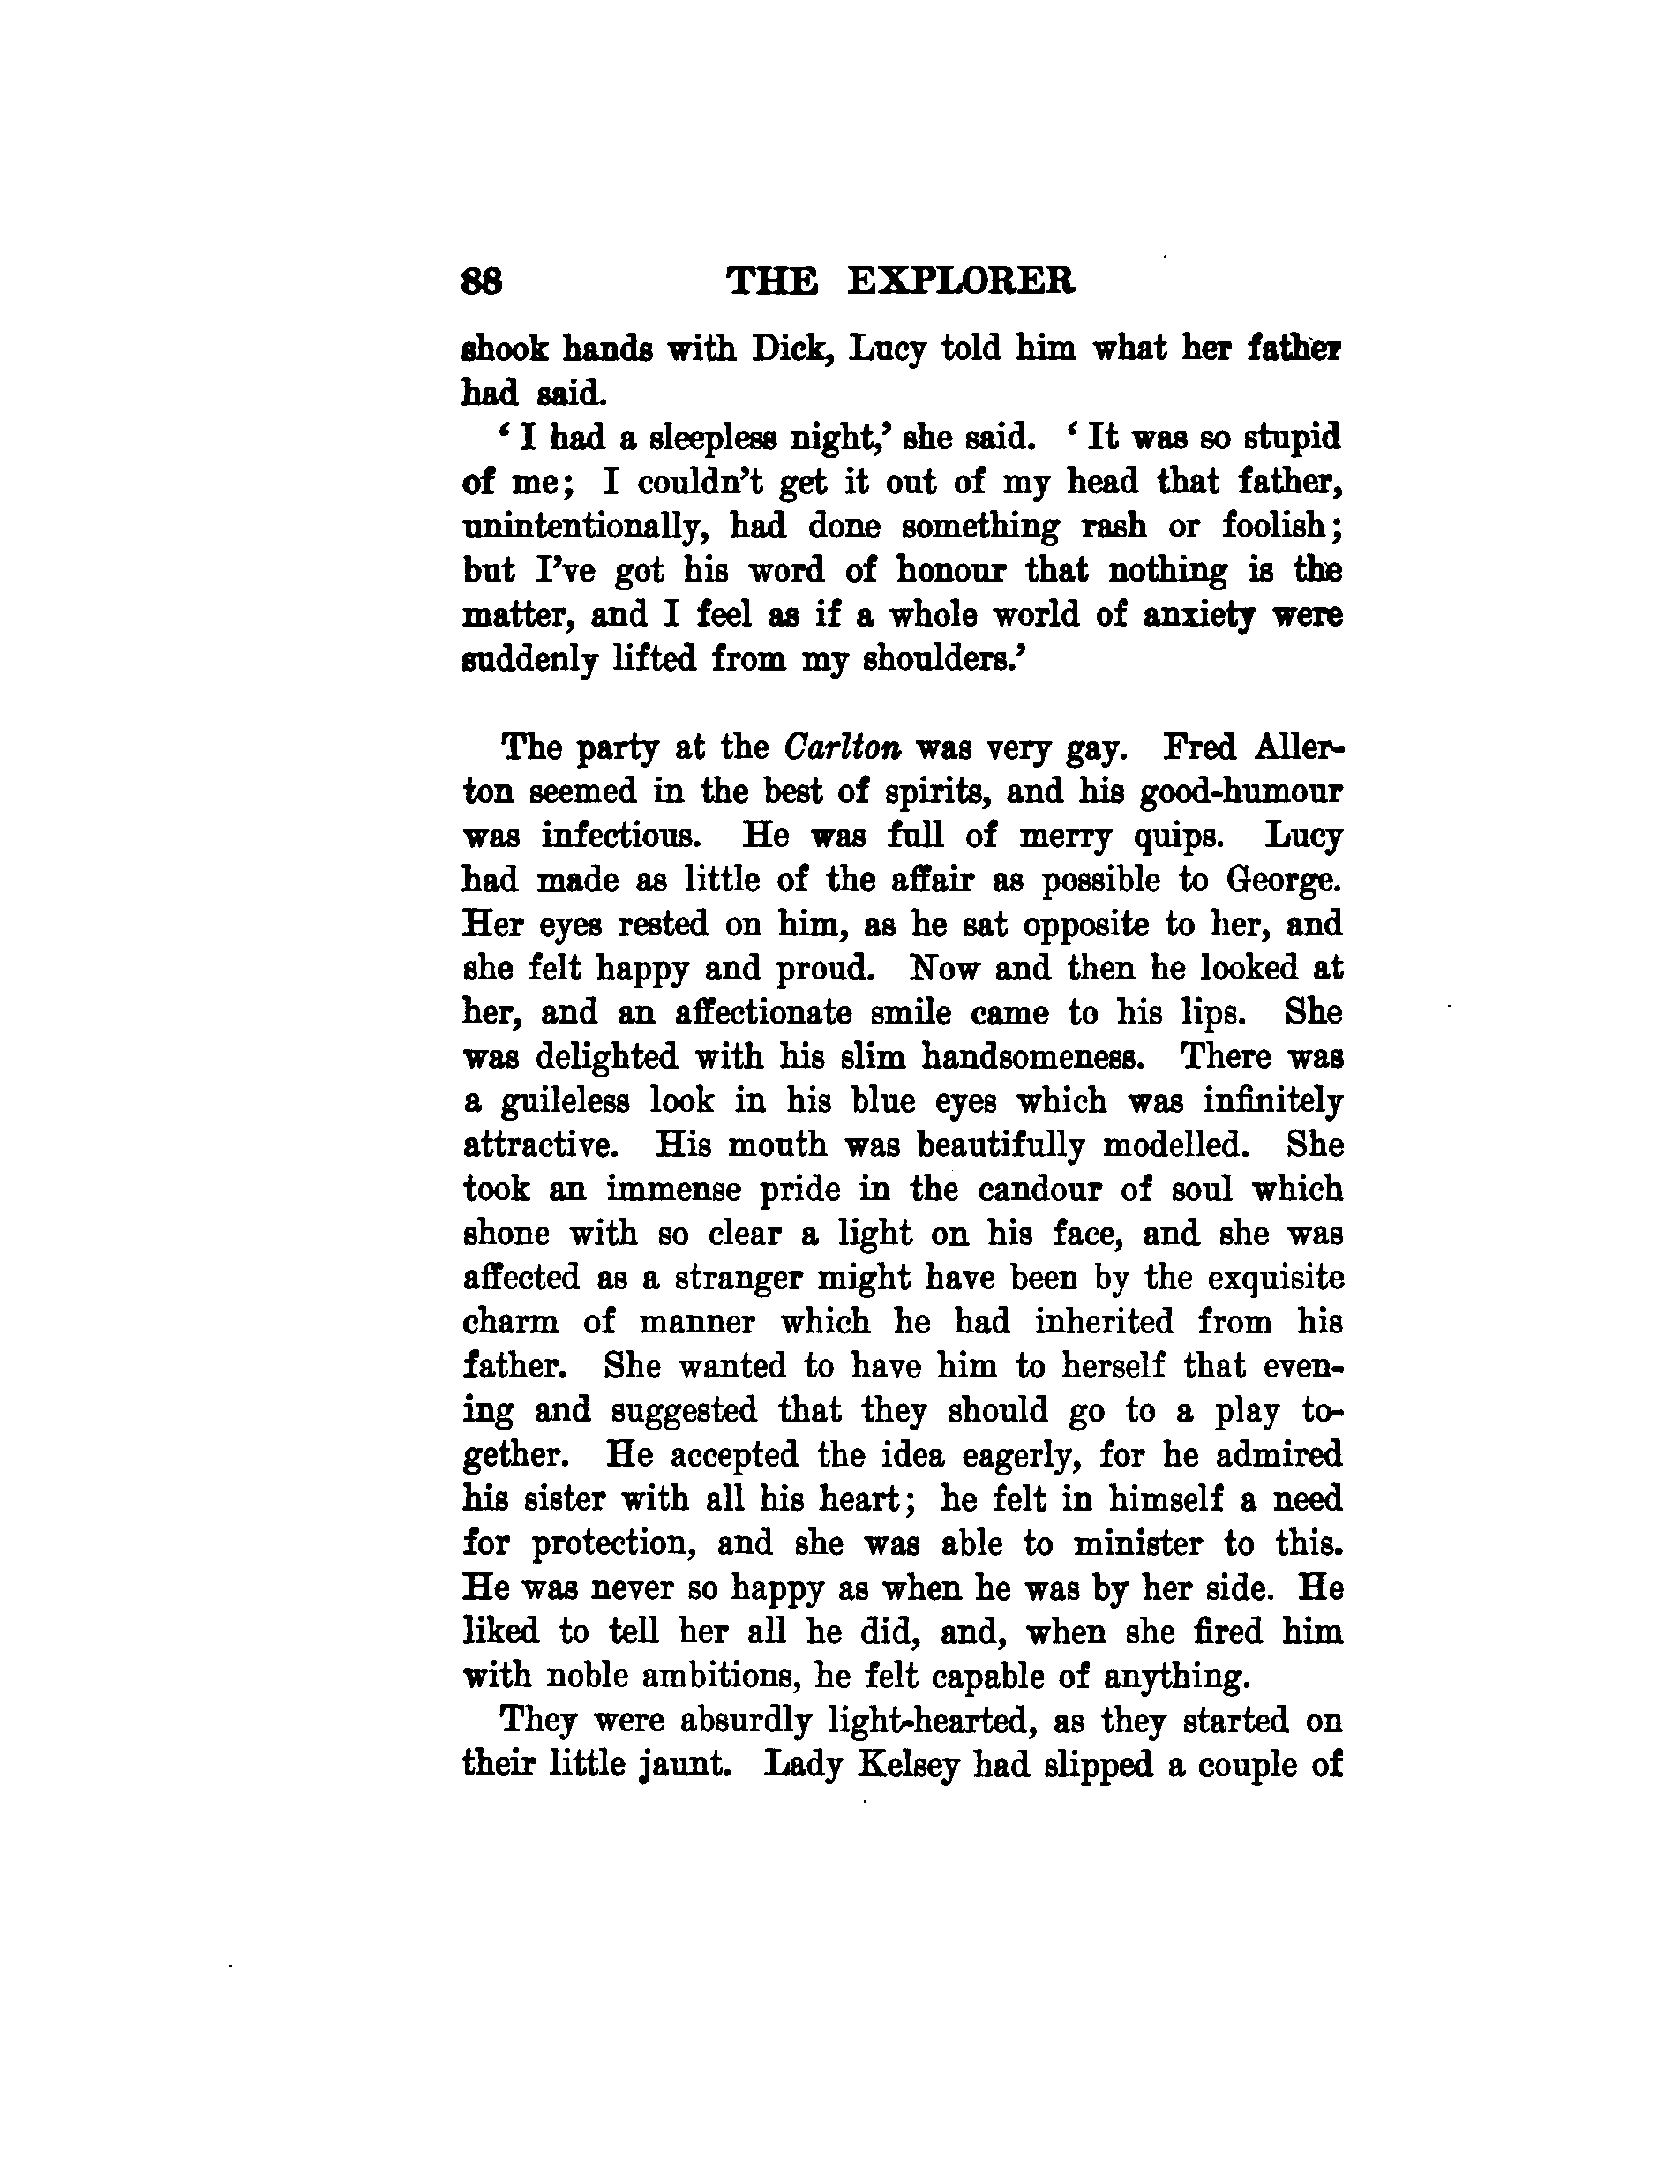 88 THE EXPLORER
shook hands with Dick, Lucy told him what her father
had said.
‘ I had a sleepless night,’ she said. ‘ It was so stupid
of me; I couldn’t get it out of my head that father,
unintentionally, had done something rash or foolish;
but I’ve got his word of honour that nothing is the
matter, and I feel as if a whole world of anxiety were
suddenly lifted from my shoulders.’
The party at the Carlton was very gay. Fred Aller-
ton seemed in the best of spirits, and his good-humour
was infectious. He was full of merry quips. Lucy
had made as little of the affair as possible to George.
Her eyes rested on him, as he sat opposite to her, and
she felt happy and proud. Now and then he looked at
her, and an affectionate smile came to his lips. She
was delighted with his slim handsomeness. There was
a guileless look in his blue eyes which was infinitely
attractive. His mouth was beautifully modelled. She
took an immense pride in the candour of soul which
shone with so clear a light on his face, and she was
affected as a stranger might have been by the exquisite
charm of manner which he had inherited from his
father. She wanted to have him to herself that even-
ing and suggested that they should go to a play to-
gether. He accepted the idea eagerly, for he admired
his sister with all his heart; he felt in himself a need
for protection, and she was able to minister to this.
He was never so happy as when he was by her side. He
liked to tell her all he did, and, when she fired him
with noble ambitions, he felt capable of anything.
They were absurdly light-hearted, as they started on
their little jaunt. Lady Kelsey had slipped a couple of